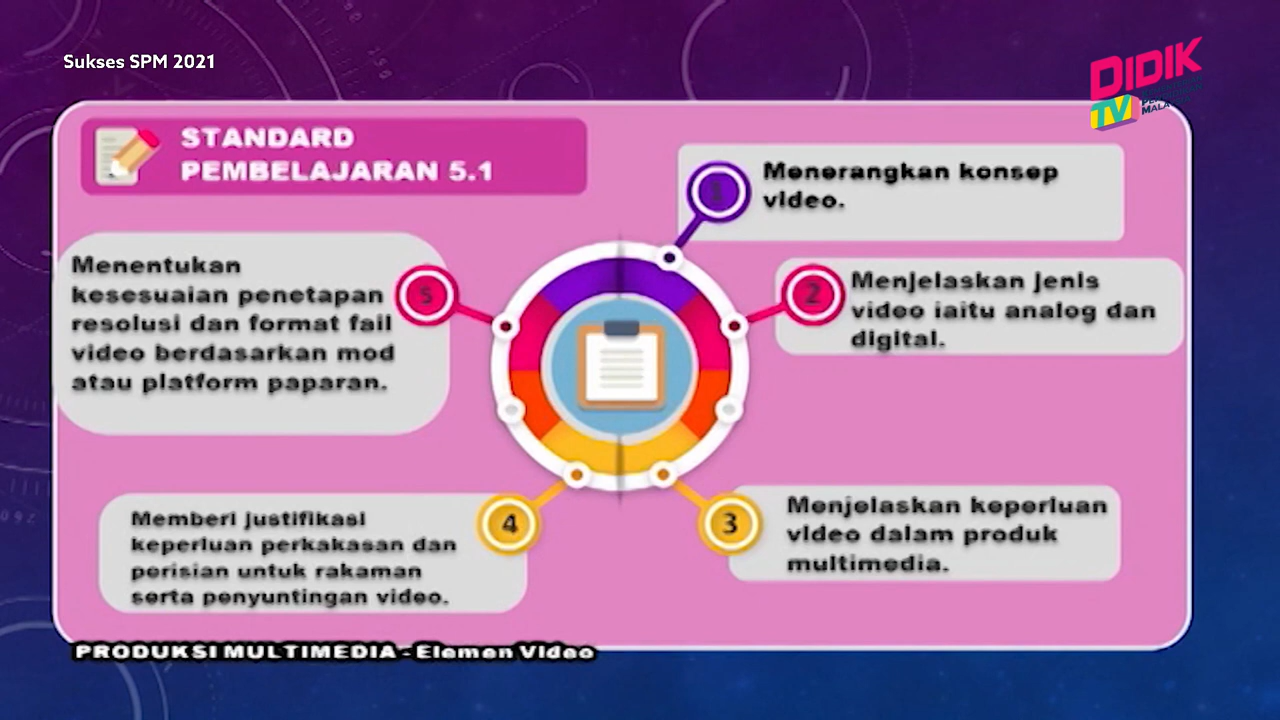 Sukses SPM 2021
DIDIK
TV
STANDARD
PEMBELAJARAN 5.1
1
Menerangkan konsep
video.
2
Menjelaskan jenis
video iaitu analog dan
digital.
3
Menjelaskan keperluan
video dalam produk
multimedia.
4
Memberi justifikasi
keperluan perkakasan dan
perisian untuk rakaman
serta penyuntingan video.
5
Menentukan
kesesuaian penetapan
resolusi dan format fail
video berdasarkan mod
atau platform paparan.
PRODUKSI MULTIMEDIA - Elemen Video